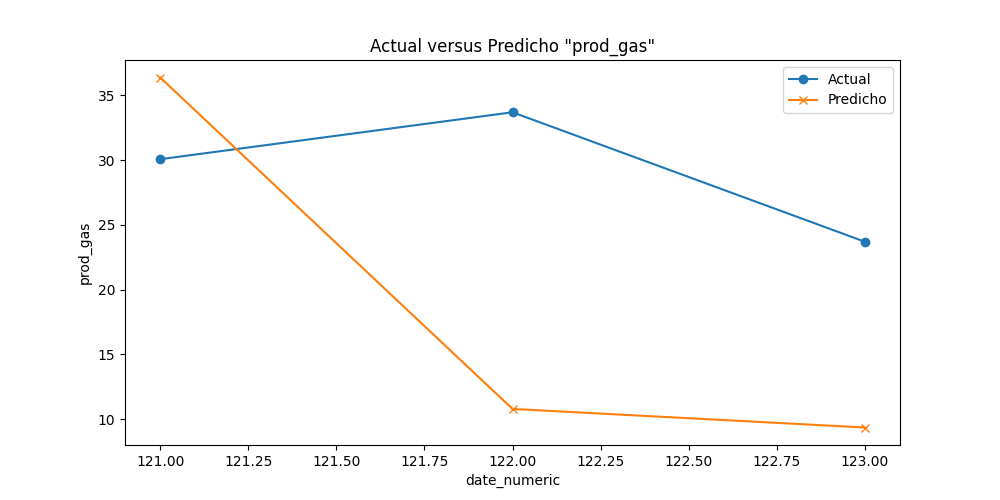 Actual versus Predicho "prod_gas"
Actual
Predicho
prod_gas
35
30
25
20
15
10
121.00 121.25 121.50 121.75 122.00 122.25 122.50 122.75 123.00
date_numeric